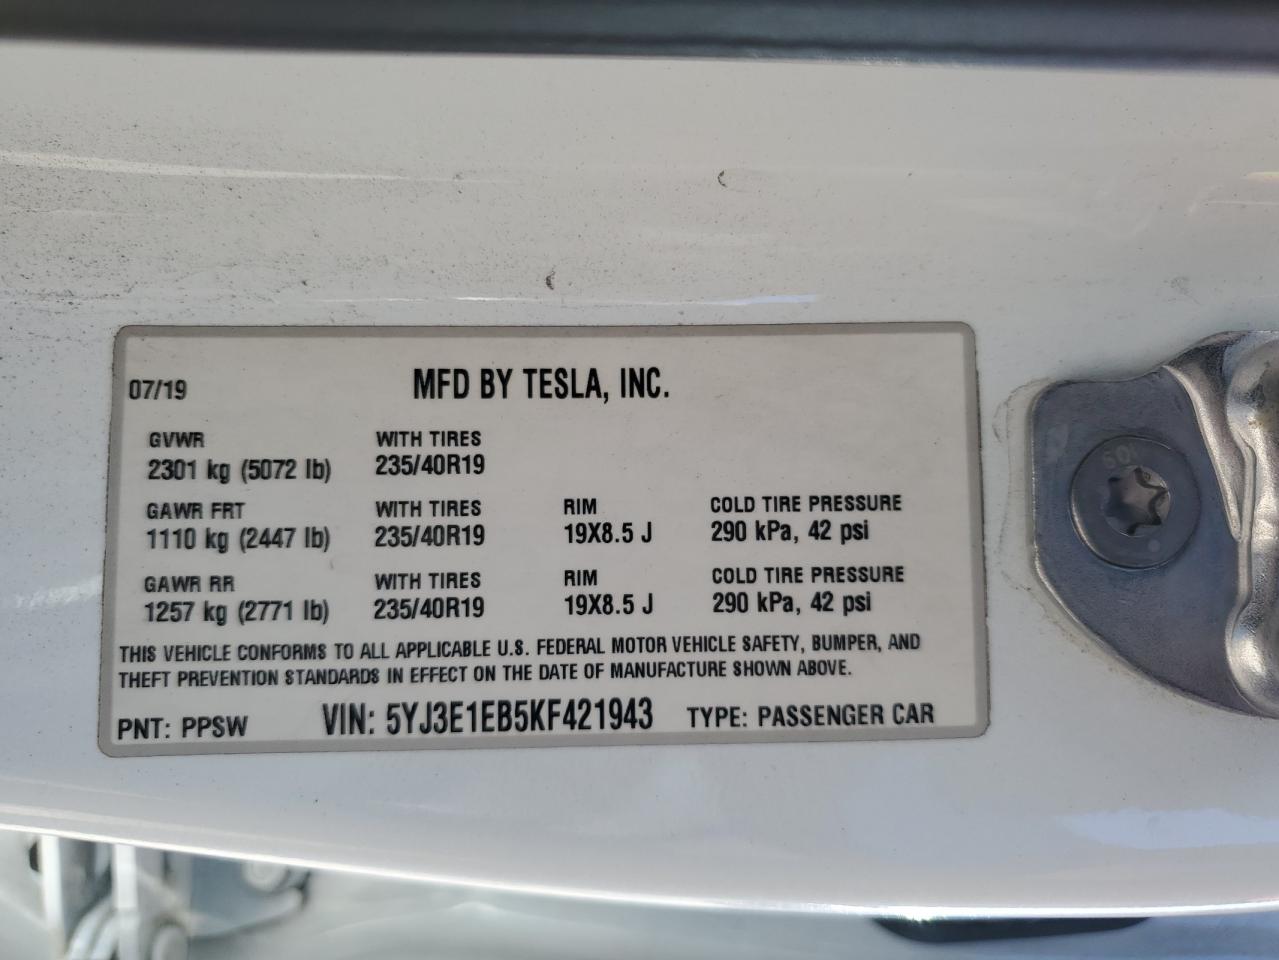 07/19 MFD BY TESLA, INC.
GVWR WITH TIRES
2301 kg (5072 lb) 235/40R19
GAWR FRT WITH TIRES RIM COLD TIRE PRESSURE
1110 kg (2447 lb) 235/40R19 19X8.5 J 290 kPa, 42 psi
GAWR RR WITH TIRES RIM COLD TIRE PRESSURE
1257 kg (2771 lb) 235/40R19 19X8.5 J 290 kPa, 42 psi
THIS VEHICLE CONFORMS TO ALL APPLICABLE U.S. FEDERAL MOTOR VEHICLE SAFETY, BUMPER, AND
THEFT PREVENTION STANDARDS IN EFFECT ON THE DATE OF MANUFACTURE SHOWN ABOVE.
PNT: PPSW VIN: 5YJ3E1EB5KF421943 TYPE: PASSENGER CAR